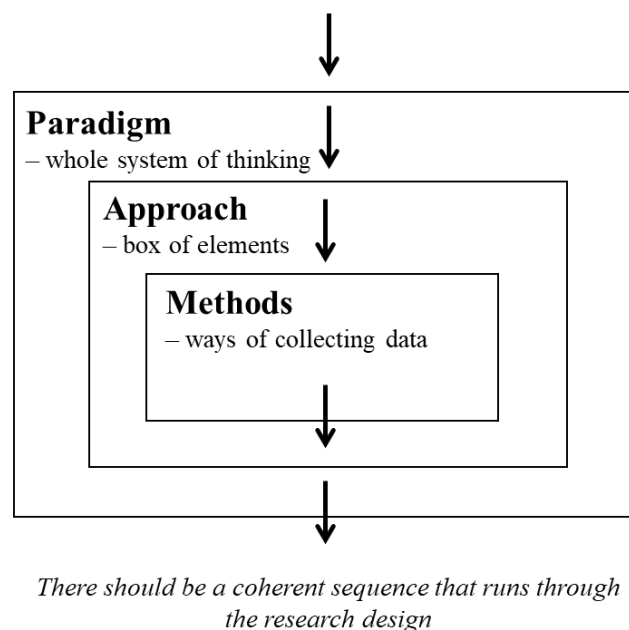 Paradigm
– whole system of thinking
Approach
– box of elements
Methods
– ways of collecting data
There should be a coherent sequence that runs through
the research design